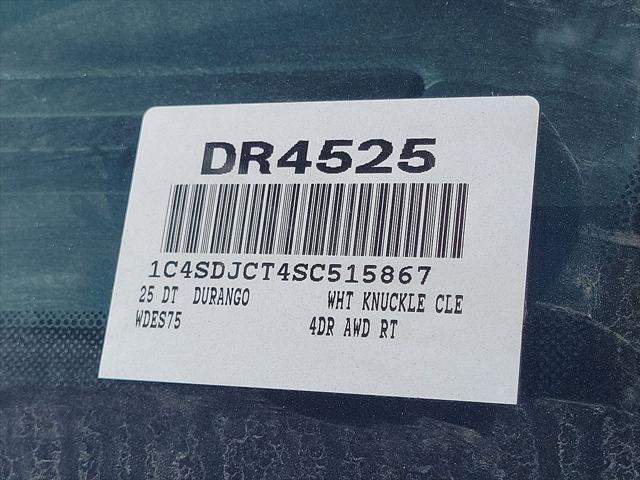 DR4525
1C4SDJCT4SC515867
25 DT DURANGO WHT KNUCKLE CLE
WDES75 4DR AWD RT